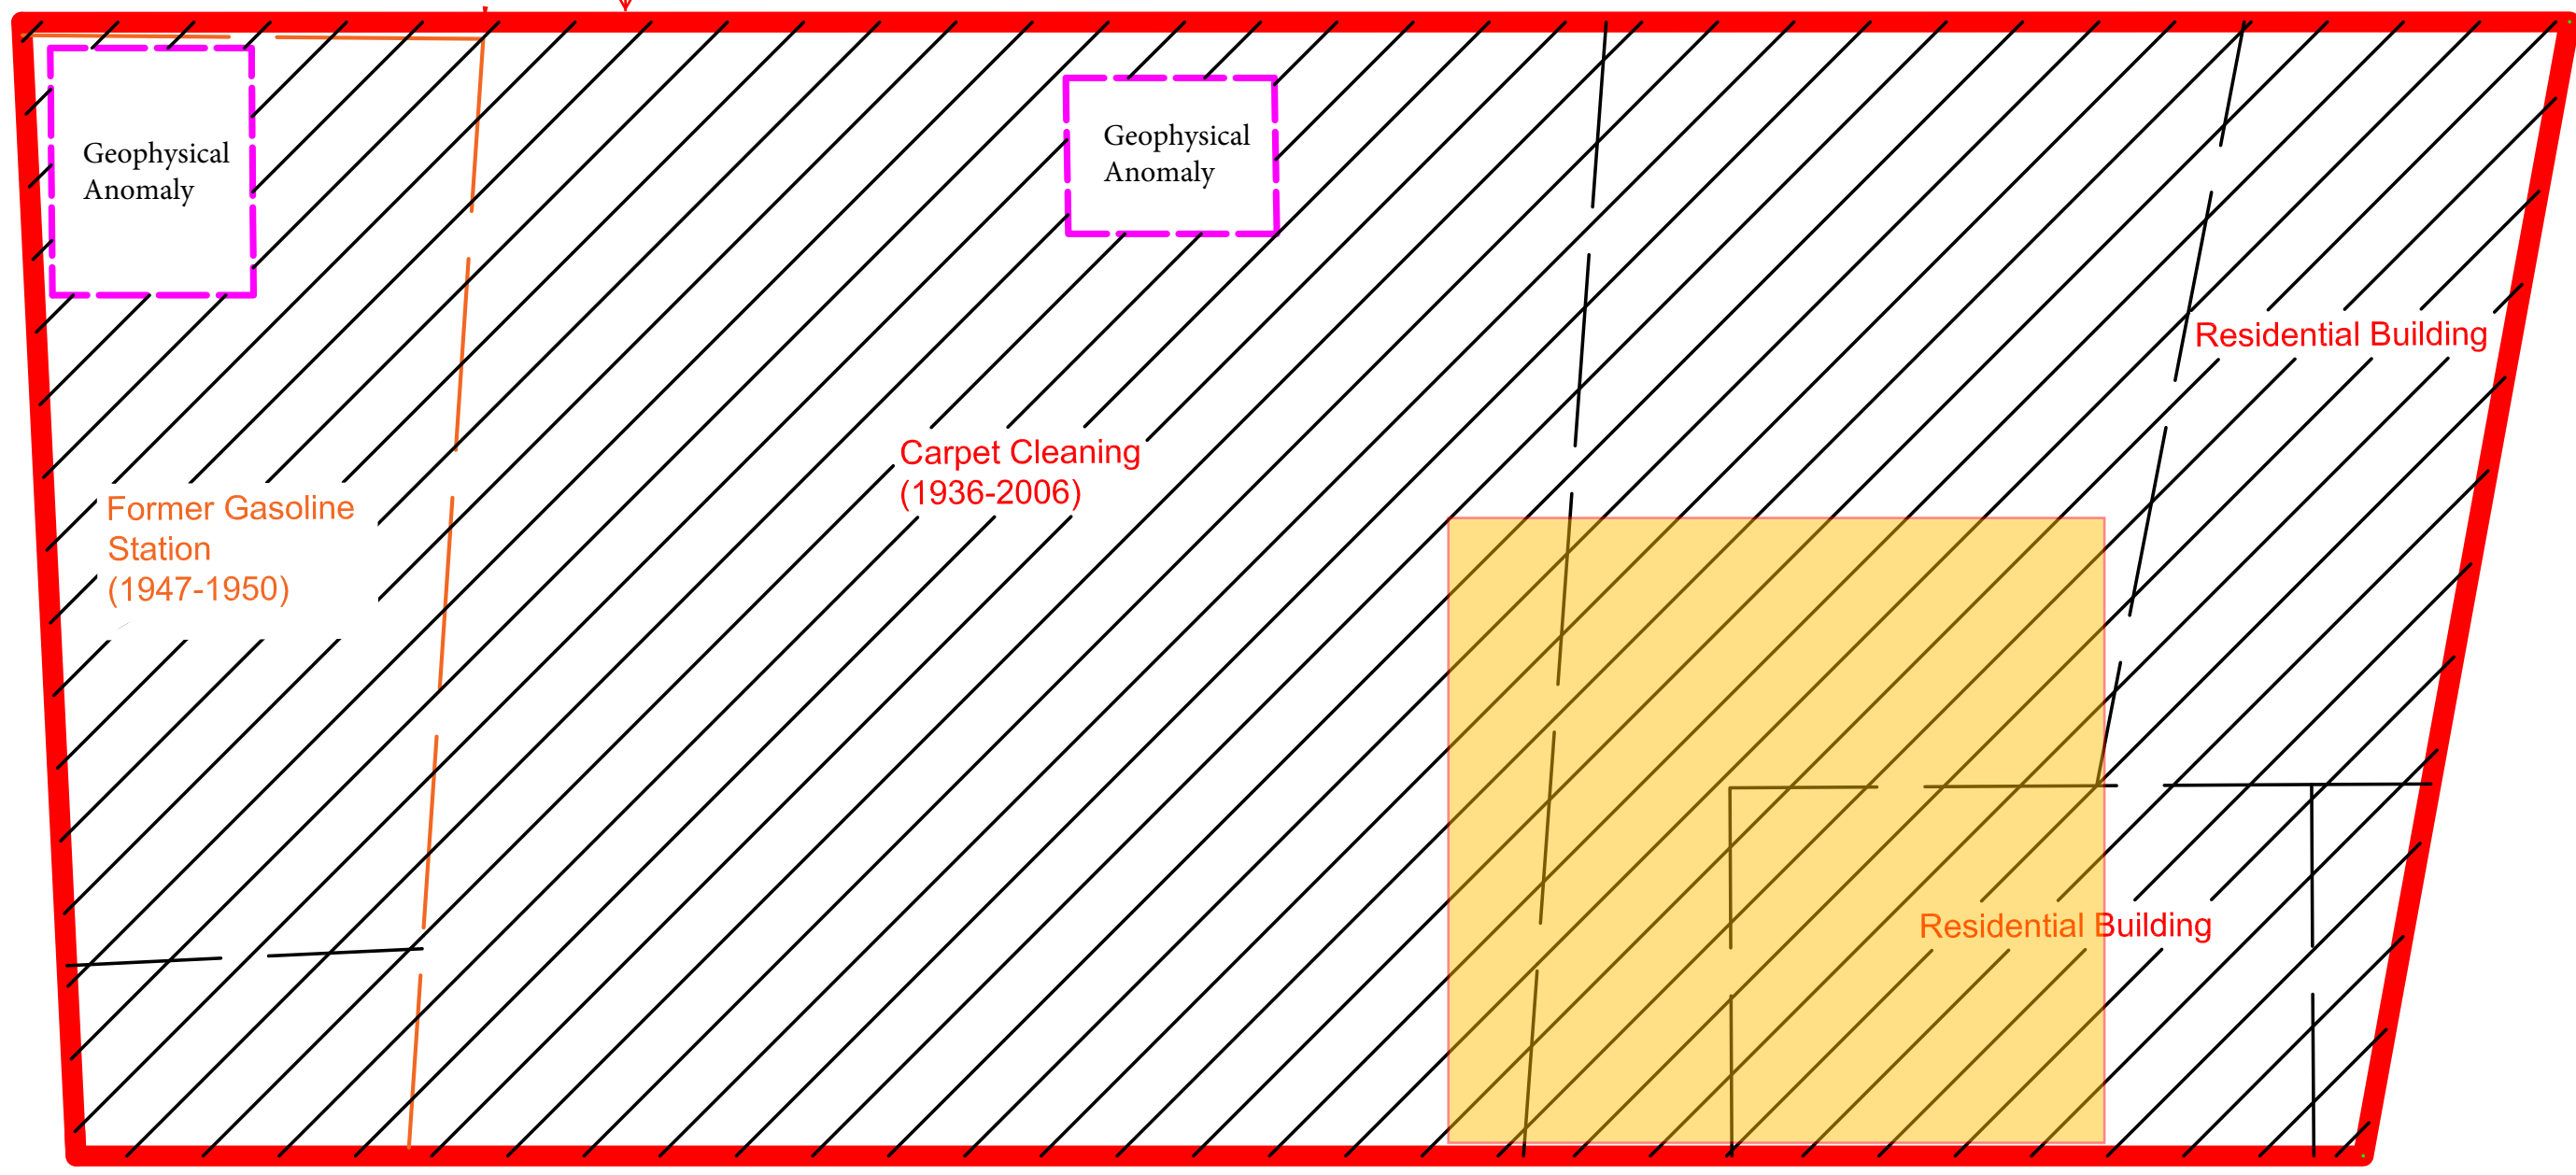 Geophysical
Anomaly
Geophysical
Anomaly
Residential Building
Carpet Cleaning
(1936-2006)
Former Gasoline
Station
(1947-1950)
Residential Building